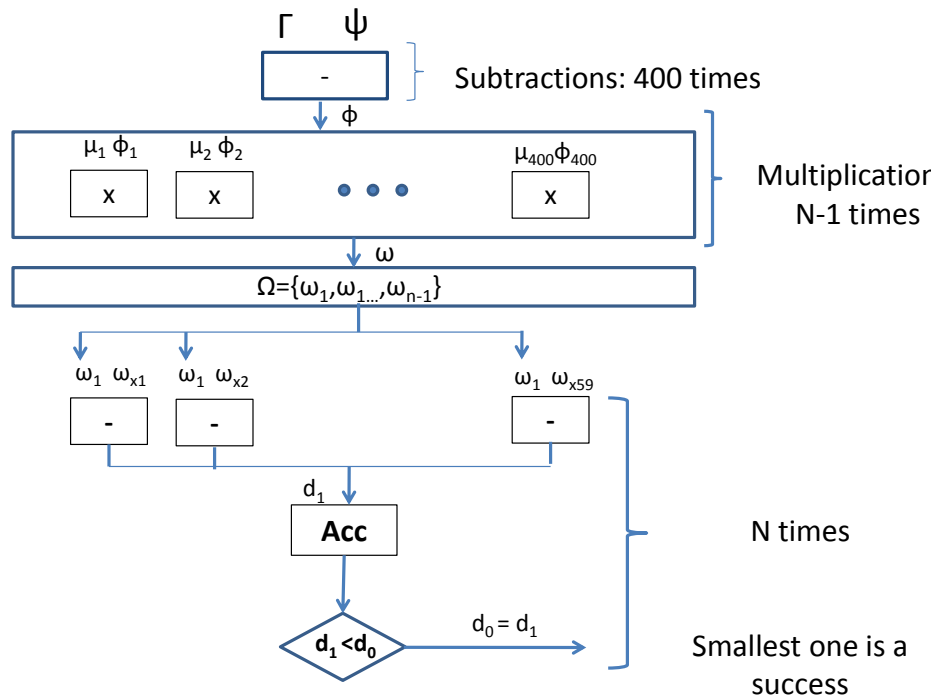 Γ ψ
-
Subtractions: 400 times
ϕ
μ1 ϕ1 μ2 ϕ2 μ400ϕ400
x x x
Multiplication
N-1 times
ω
Ω={ω1,ω1...,ωn-1}
ω1 ωx1 ω1 ωx2 ω1 ωx59
- - -
d1
Acc
N times
d1 <d0
d0 = d1
Smallest one is a
success